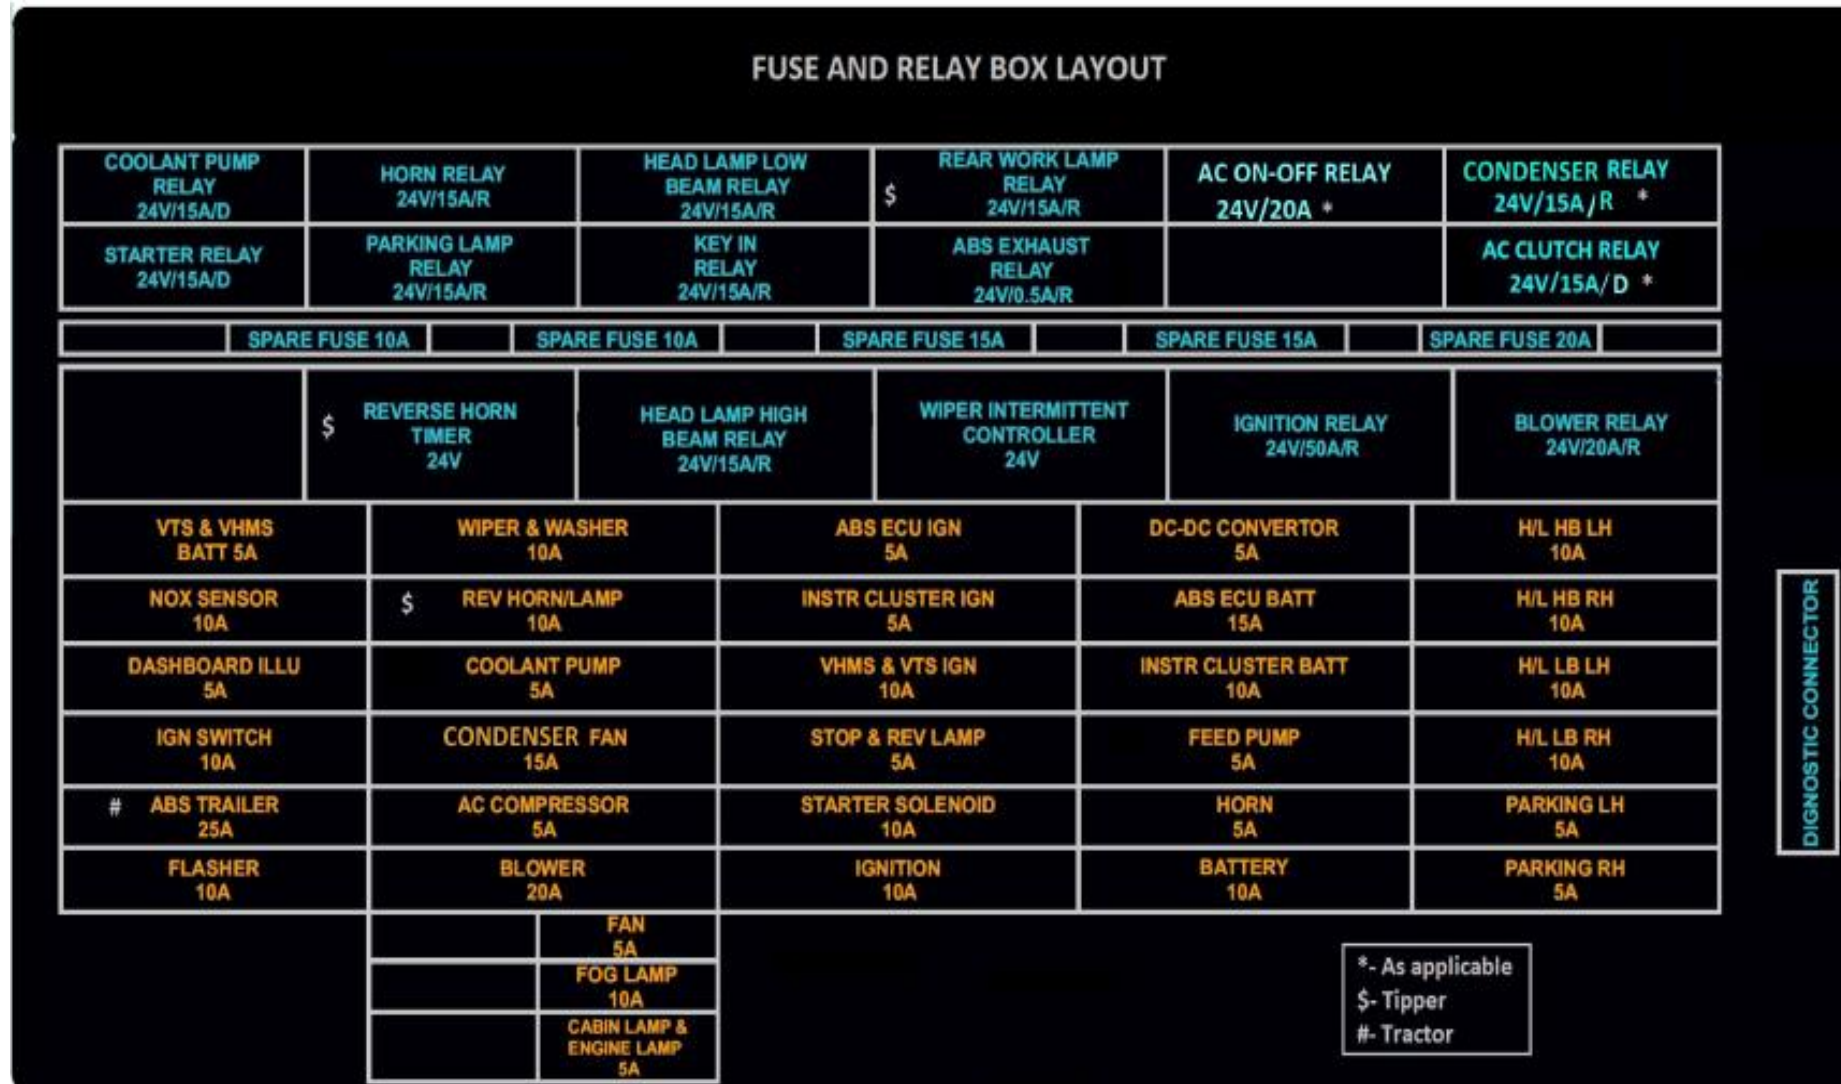 FUSE AND RELAY BOX LAYOUT
COOLANT PUMP
RELAY
24V/15A/D
HORN RELAY
24V/15A/R
HEAD LAMP LOW
BEAM RELAY
24V/15A/R
$
REAR WORK LAMP
RELAY
24V/15A/R
AC ON-OFF RELAY
24V/20A *
CONDENSER RELAY
24V/15A/R *
STARTER RELAY
24V/15A/D
PARKING LAMP
RELAY
24V/15A/R
KEY IN
RELAY
24V/15A/R
ABS EXHAUST
RELAY
24V/0.5A/R
AC CLUTCH RELAY
24V/15A/D *
SPARE FUSE 10A
SPARE FUSE 10A
SPARE FUSE 15A
SPARE FUSE 15A
SPARE FUSE 20A
$
REVERSE HORN
TIMER
24V
HEAD LAMP HIGH
BEAM RELAY
24V/15A/R
WIPER INTERMITTENT
CONTROLLER
24V
IGNITION RELAY
24V/50A/R
BLOWER RELAY
24V/20A/R
VTS & VHMS
BATT 5A
WIPER & WASHER
10A
ABS ECU IGN
5A
DC-DC CONVERTOR
5A
H/L HB LH
10A
NOX SENSOR
10A
$ REV HORN/LAMP
10A
INSTR CLUSTER IGN
5A
ABS ECU BATT
15A
H/L HB RH
10A
DASHBOARD ILLU
5A
COOLANT PUMP
5A
VHMS & VTS IGN
10A
INSTR CLUSTER BATT
10A
H/L LB LH
10A
IGN SWITCH
10A
CONDENSER FAN
15A
STOP & REV LAMP
5A
FEED PUMP
5A
H/L LB RH
10A
# ABS TRAILER
25A
AC COMPRESSOR
5A
STARTER SOLENOID
10A
HORN
5A
PARKING LH
5A
FLASHER
10A
BLOWER
20A
IGNITION
10A
BATTERY
10A
PARKING RH
5A
FAN
5A
FOG LAMP
10A
CABIN LAMP &
ENGINE LAMP
5A
DIGNOSTIC CONNECTOR
*- As applicable
$- Tipper
#- Tractor